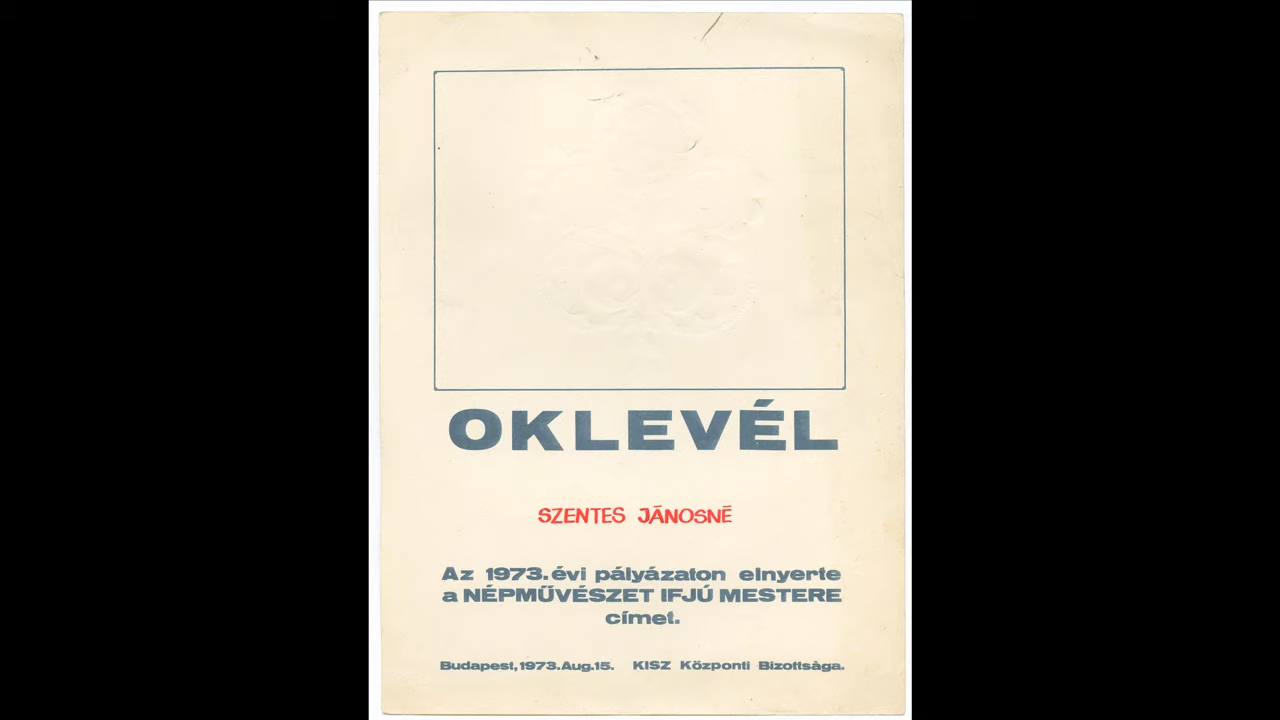 OKLEVÉL
SZENTES JÁNOSNÉ
Az 1973. évi pályázaton elnyerte
a NÉPMŰVÉSZET IFJÚ MESTERE
címet.
Budapest, 1973. Aug. 15. KISZ Központi Bizottsága.